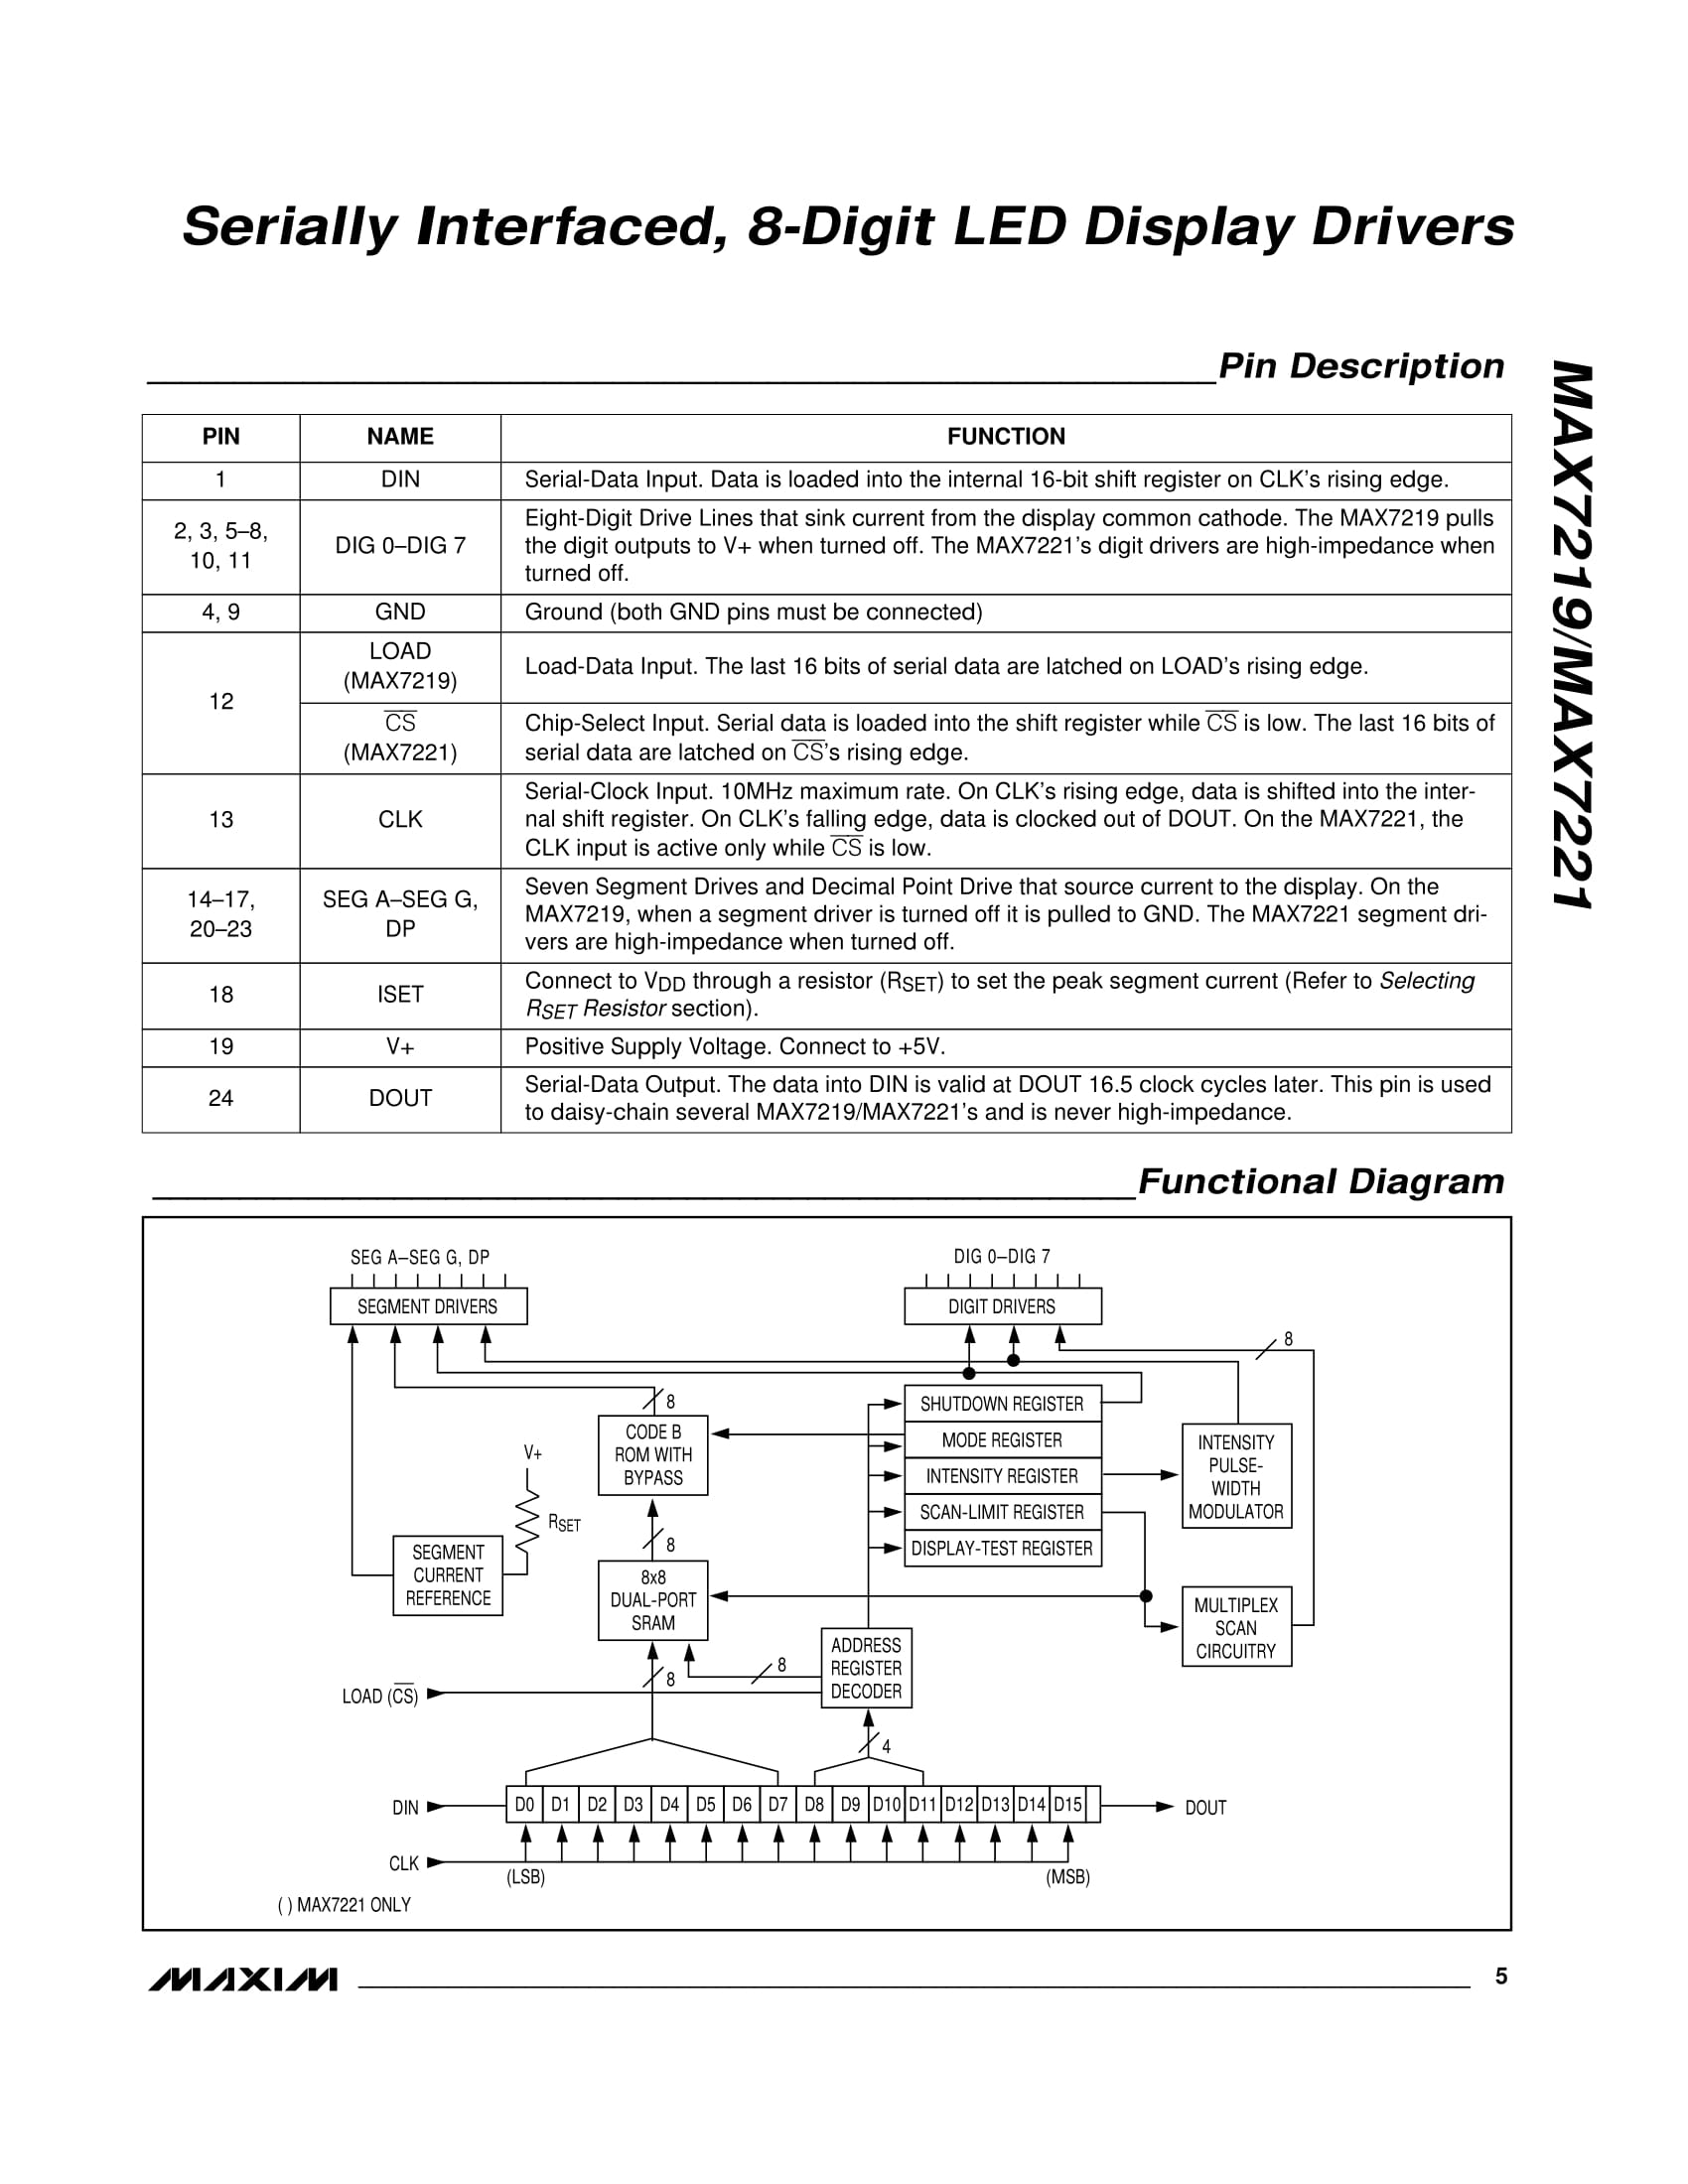 Serially Interfaced, 8-Digit LED Display Drivers
Pin Description
MAX7219/MAX7221
PIN NAME FUNCTION
1 DIN Serial-Data Input. Data is loaded into the internal 16-bit shift register on CLK’s rising edge.
2, 3, 5–8,
10, 11
DIG 0–DIG 7
Eight-Digit Drive Lines that sink current from the display common cathode. The MAX7219 pulls
the digit outputs to V+ when turned off. The MAX7221’s digit drivers are high-impedance when
turned off.
4, 9 GND Ground (both GND pins must be connected)
12
LOAD
(MAX7219)
Load-Data Input. The last 16 bits of serial data are latched on LOAD’s rising edge.
CS
(MAX7221)
Chip-Select Input. Serial data is loaded into the shift register while CS is low. The last 16 bits of
serial data are latched on CS’s rising edge.
13 CLK
Serial-Clock Input. 10MHz maximum rate. On CLK’s rising edge, data is shifted into the inter-
nal shift register. On CLK’s falling edge, data is clocked out of DOUT. On the MAX7221, the
CLK input is active only while CS is low.
14–17,
20–23
SEG A–SEG G,
DP
Seven Segment Drives and Decimal Point Drive that source current to the display. On the
MAX7219, when a segment driver is turned off it is pulled to GND. The MAX7221 segment dri-
vers are high-impedance when turned off.
18 ISET
Connect to VDD through a resistor (RSET) to set the peak segment current (Refer to Selecting
RSET Resistor section).
19 V+ Positive Supply Voltage. Connect to +5V.
24 DOUT
Serial-Data Output. The data into DIN is valid at DOUT 16.5 clock cycles later. This pin is used
to daisy-chain several MAX7219/MAX7221’s and is never high-impedance.
Functional Diagram
SEG A–SEG G, DP
DIG 0–DIG 7
SEGMENT DRIVERS
DIGIT DRIVERS
8
8
CODE B
ROM WITH
BYPASS
SHUTDOWN REGISTER
MODE REGISTER
INTENSITY REGISTER
SCAN-LIMIT REGISTER
DISPLAY-TEST REGISTER
INTENSITY
PULSE-
WIDTH
MODULATOR
V+
RSET
SEGMENT
CURRENT
REFERENCE
8
8x8
DUAL-PORT
SRAM
MULTIPLEX
SCAN
CIRCUITRY
ADDRESS
REGISTER
DECODER
8
8
LOAD (CS)
4
DIN
D0 D1 D2 D3 D4 D5 D6 D7 D8 D9 D10 D11 D12 D13 D14 D15
DOUT
CLK
(LSB)
(MSB)
( ) MAX7221 ONLY
MAXIM
5